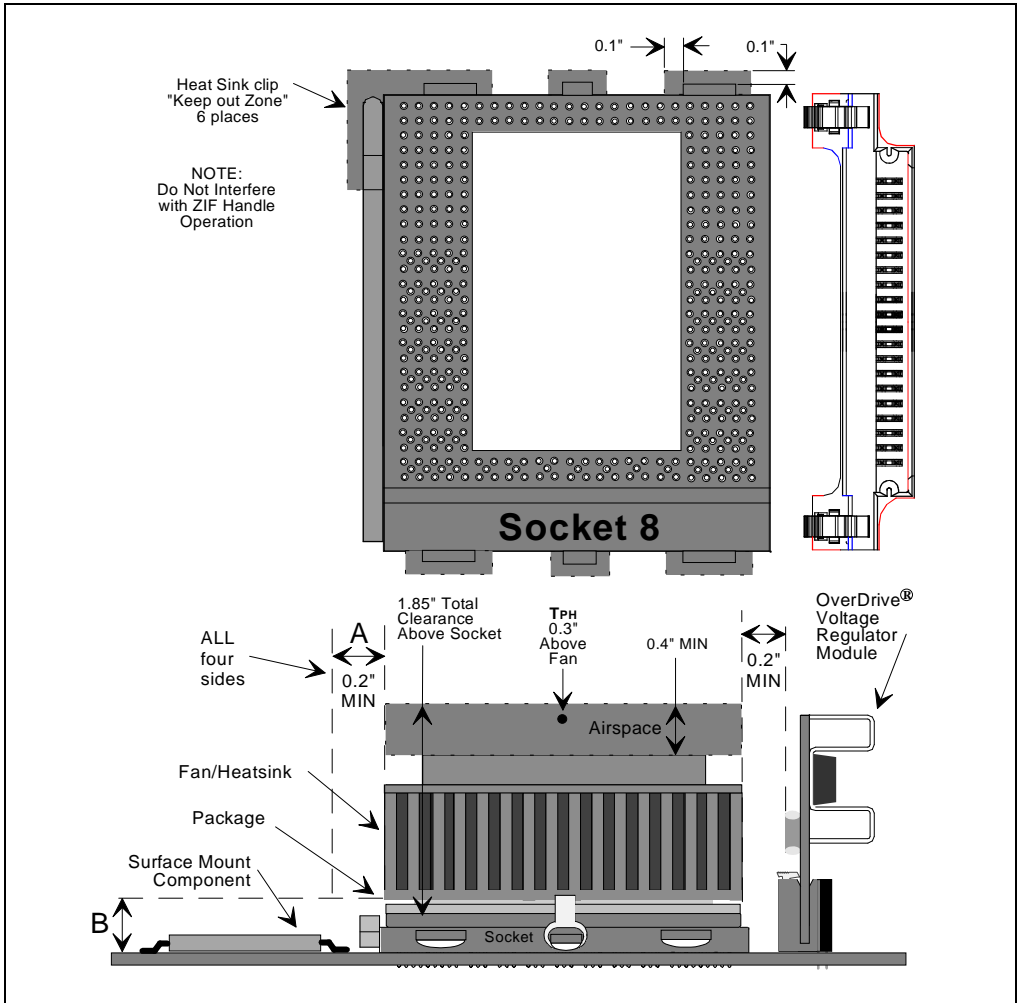 0.1"
0.1"
Heat Sink clip
"Keep out Zone"
6 places
NOTE:
Do Not Interfere
with ZIF Handle
Operation
Socket 8
ALL
four
sides
A
0.2"
MIN
1.85" Total
Clearance
Above Socket
TPH
0.3"
Above
Fan
0.4" MIN
0.2"
MIN
OverDrive®
Voltage
Regulator
Module
Airspace
Fan/Heatsink
Package
Surface Mount
Component
B
Socket